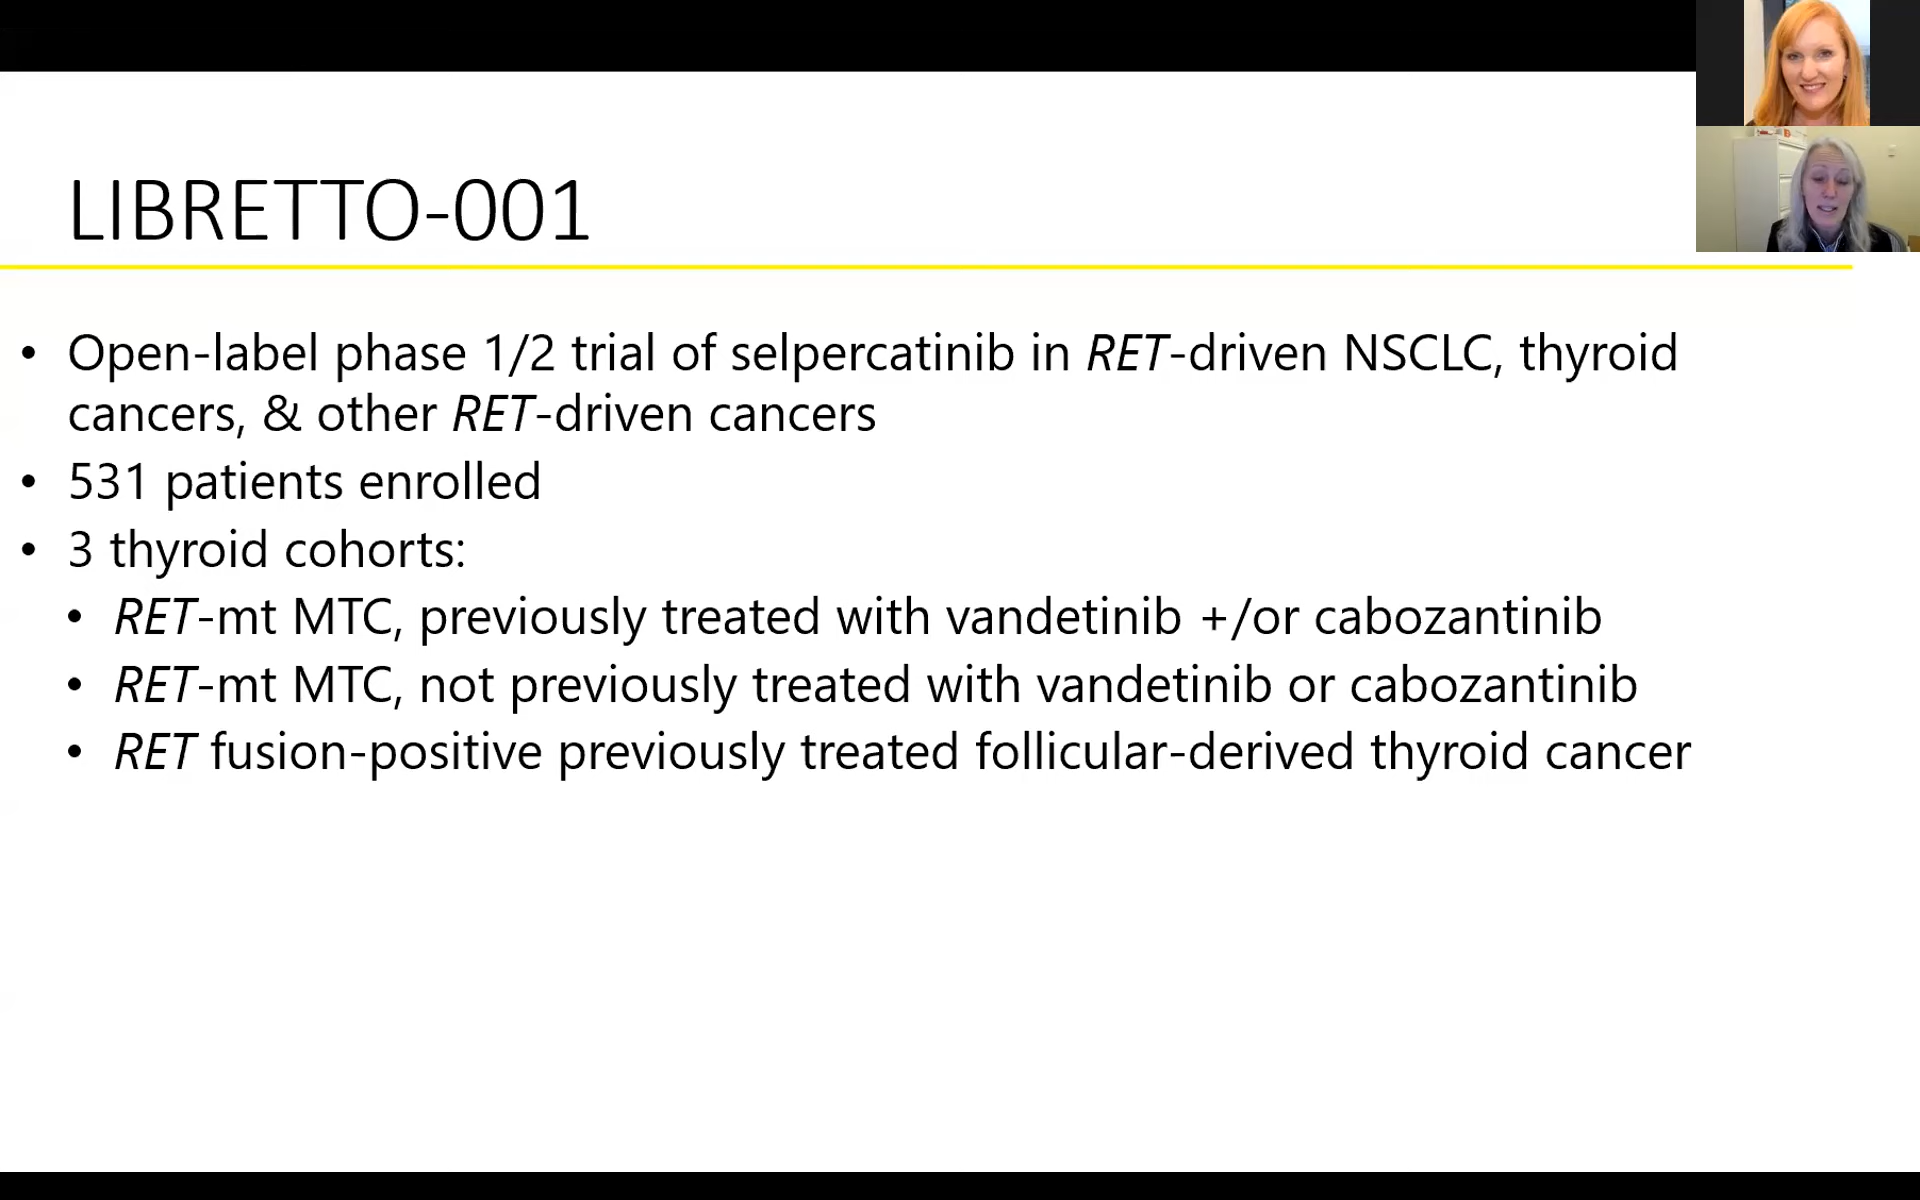 LIBRETTO-001
• Open-label phase 1/2 trial of selpercatinib in RET-driven NSCLC, thyroid
cancers, & other RET-driven cancers
• 531 patients enrolled
• 3 thyroid cohorts:
• RET-mt MTC, previously treated with vandetinib +/or cabozantinib
• RET-mt MTC, not previously treated with vandetinib or cabozantinib
• RET fusion-positive previously treated follicular-derived thyroid cancer